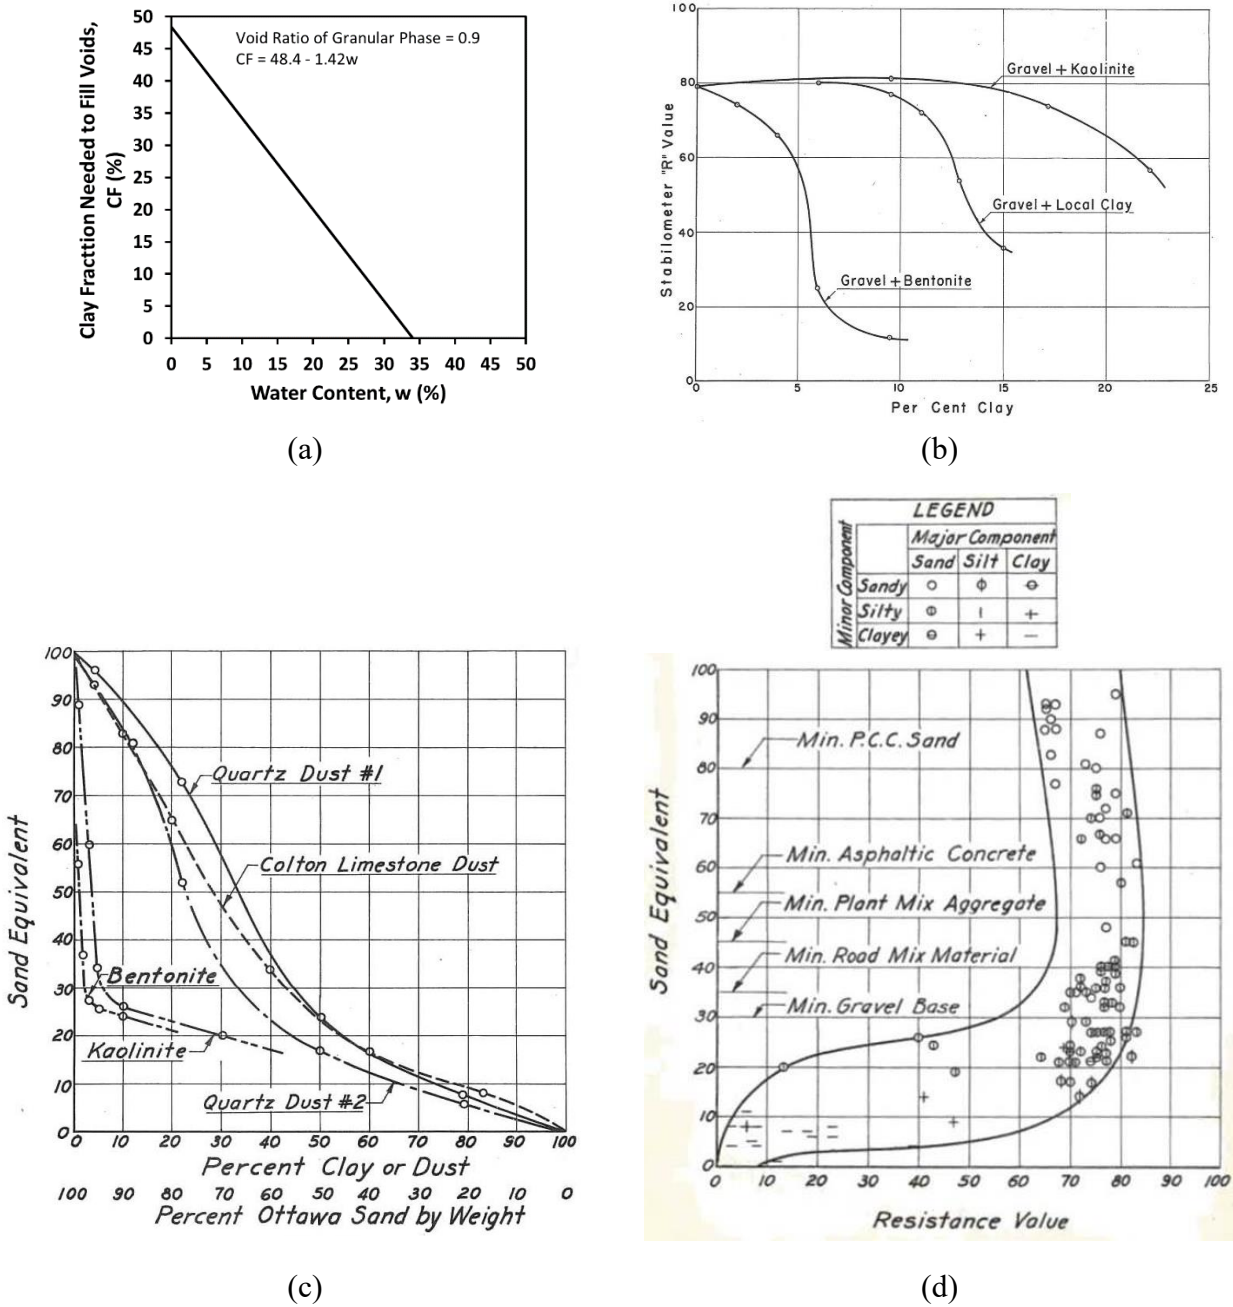 Clay Fracttion Needed to Fill Voids,
CF (%)
50
45
40
35
30
25
20
15
10
5
0
Void Ratio of Granular Phase = 0.9
CF = 48.4 - 1.42w
0 5 10 15 20 25 30 35 40 45 50
Water Content, w (%)
(a)
Stabilometer "R" Value
100
80
60
40
20
0
Gravel + Kaolinite
Gravel + Local Clay
Gravel + Bentonite
0 5 10 15 20 25
Per Cent Clay
(b)
Sand Equivalent
100
90
80
70
60
50
40
30
20
10
0
Quartz Dust #1
Colton Limestone Dust
Bentonite
Kaolinite
Quartz Dust #2
0 10 20 30 40 50 60 70 80 90 100
Percent Clay or Dust
100 90 80 70 60 50 40 30 20 10 0
Percent Ottawa Sand by Weight
(c)
LEGEND
Major Component
Sand Silt Clay
Minor Component
Sandy
Silty
Clayey
Sand Equivalent
100
90
80
70
60
50
40
30
20
10
0
Min. P.C.C. Sand
Min. Asphaltic Concrete
Min. Plant Mix Aggregate
Min. Road Mix Material
Min. Gravel Base
0 10 20 30 40 50 60 70 80 90 100
Resistance Value
(d)